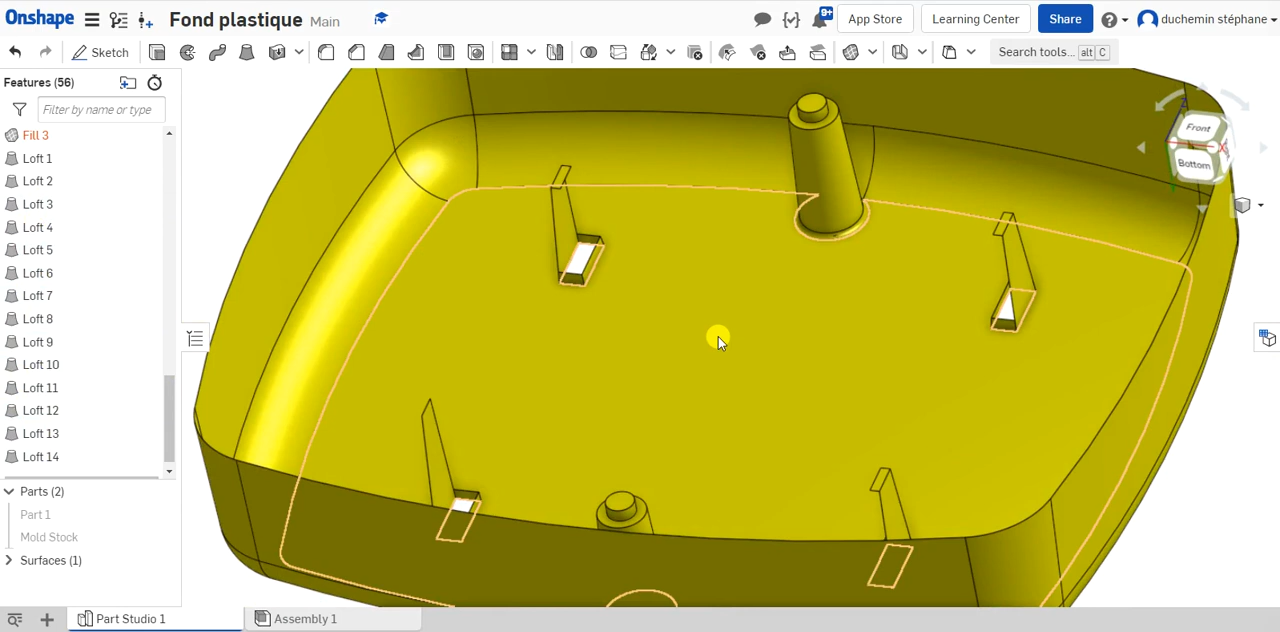 Onshape
Fond plastique Main
9+
App Store
Learning Center
Share
duchemin stéphane
Sketch
Search tools... alt C
Features (56)
Filter by name or type
Fill 3
Loft 1
Loft 2
Loft 3
Loft 4
Loft 5
Loft 6
Loft 7
Loft 8
Loft 9
Loft 10
Loft 11
Loft 12
Loft 13
Loft 14
Parts (2)
Part 1
Mold Stock
Surfaces (1)
Z
Front
X
Bottom
Part Studio 1
Assembly 1